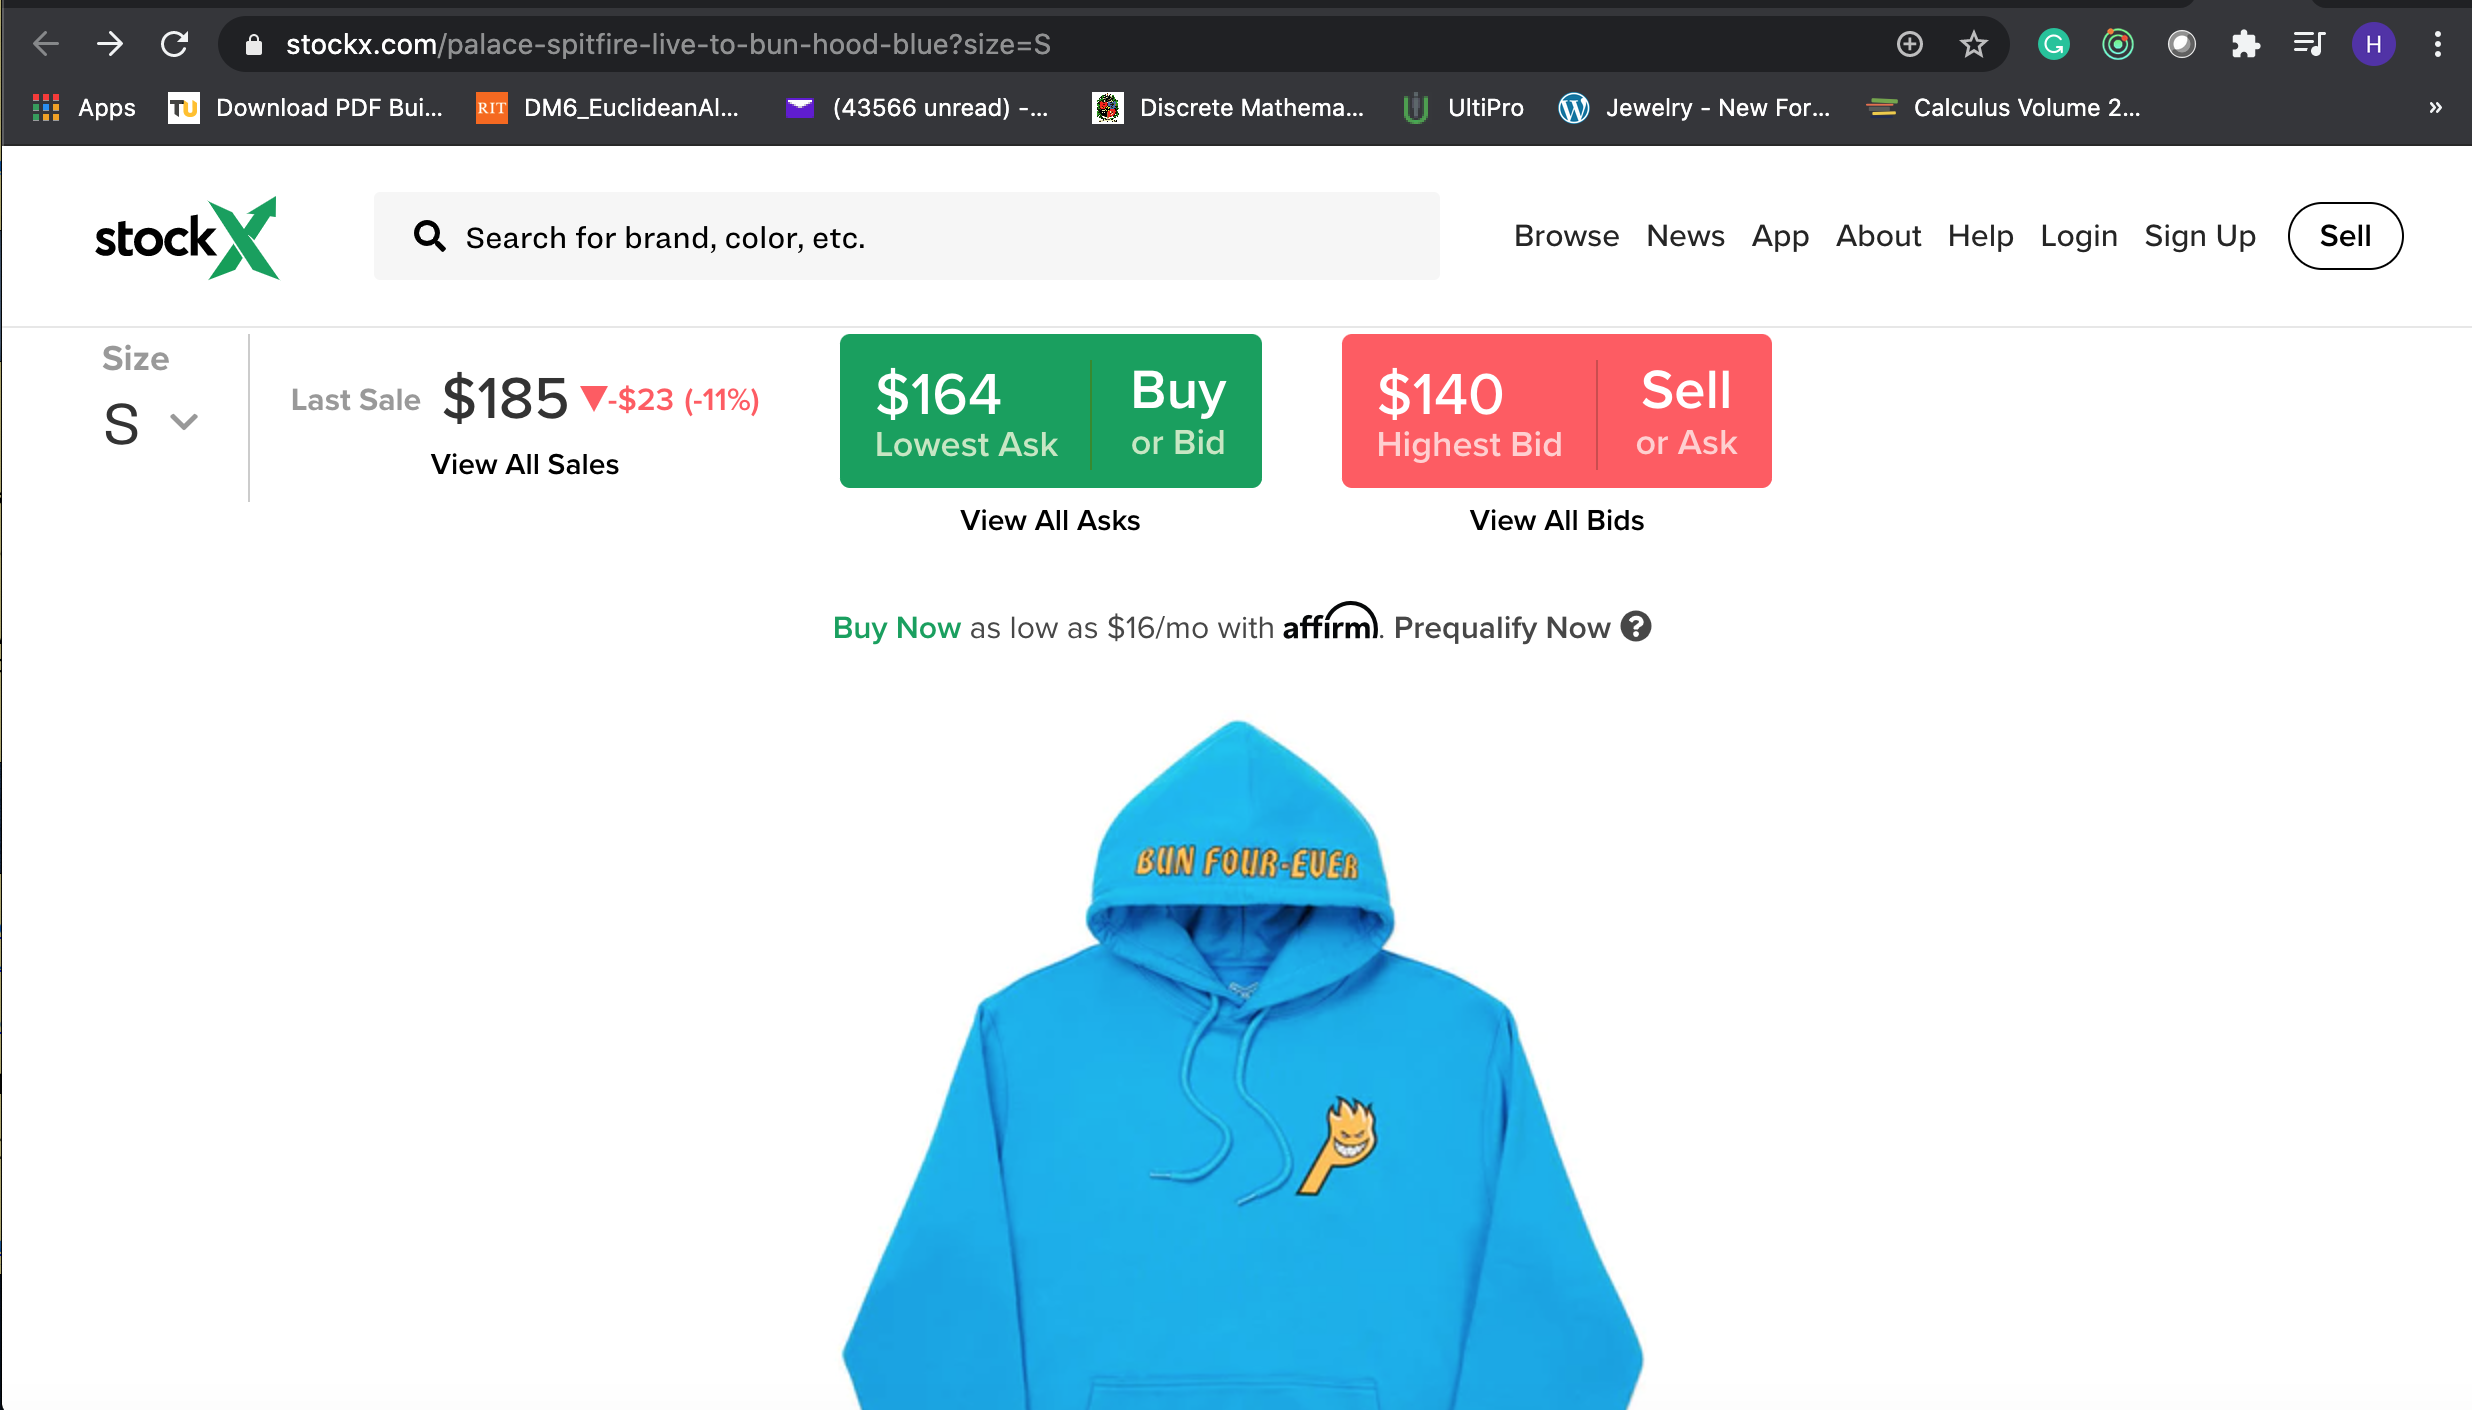 stockx.com/palace-spitfire-live-to-bun-hood-blue?size=S
G
H
Apps
TU Download PDF Bui...
RIT DM6_EuclideanAl...
(43566 unread) -...
Discrete Mathema...
UltiPro
Jewelry - New For...
Calculus Volume 2...
»
stockX
Search for brand, color, etc.
Browse News App About Help Login Sign Up Sell
Size
S
Last Sale $185 ▼-$23 (-11%)
View All Sales
$164 Buy
Lowest Ask or Bid
View All Asks
$140 Sell
Highest Bid or Ask
View All Bids
Buy Now as low as $16/mo with affirm. Prequalify Now ?
BUN FOUR-EVER